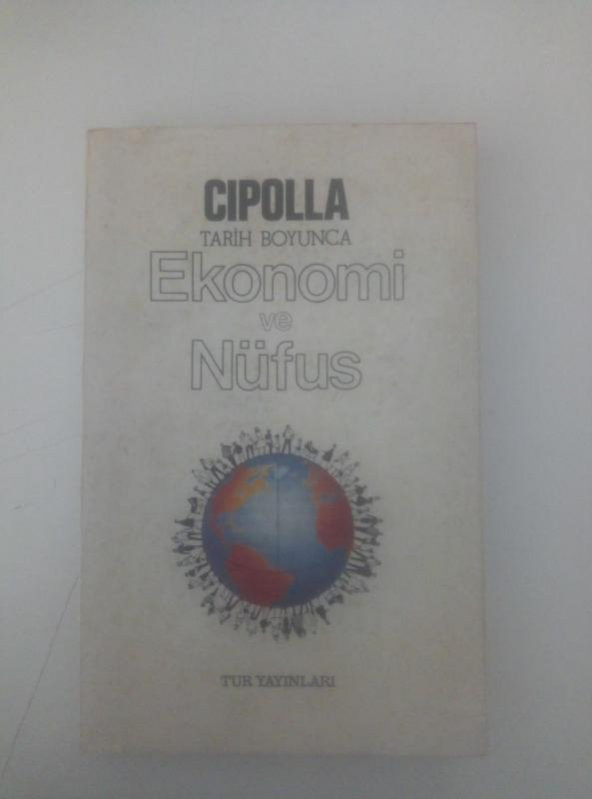 CIPOLLA
TARİH BOYUNCA
Ekonomi
ve
Nüfus
TUR YAYINLARI